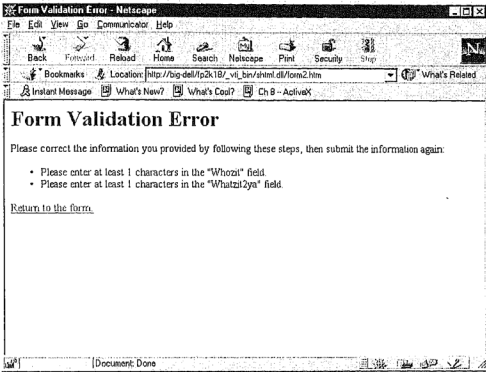 Form Validation Error - Netscape
File Edit View Go Communicator Help
Back Forward Reload Home Search Netscape Print Security Stop
Bookmarks Location: http://big-dell/fp2k18/_vti_bin/shtml.dll/form2.htm What's Related
Instant Message What's New? What's Cool? Ch 8 -- ActiveX
Form Validation Error
Please correct the information you provided by following these steps, then submit the information again:
• Please enter at least 1 characters in the "Whozit" field.
• Please enter at least 1 characters in the "Whatzit2ya" field.
Return to the form.
Document: Done